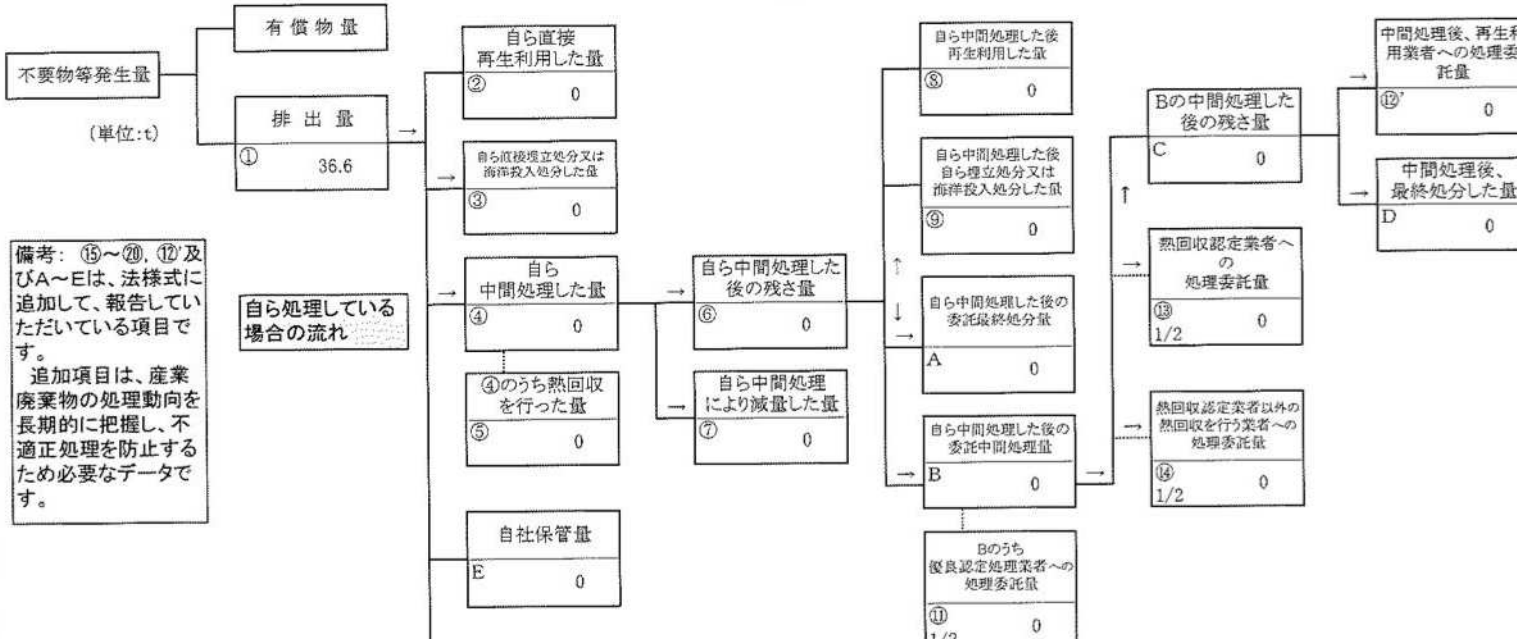 不要物等発生量
(単位:t)
有 償 物 量
排 出 量
①
36.6
備考: ⑮～⑳, ⑫'及
びA～Eは、法様式に
追加して、報告してい
ただいている項目で
す。
追加項目は、産業
廃棄物の処理動向を
長期的に把握し、不
適正処理を防止する
ため必要なデータで
す。
自ら処理している
場合の流れ
→
自ら直接
再生利用した量
②
0
→
自ら直接埋立処分又は
海洋投入処分した量
③
0
→
自ら
中間処理した量
④
0
④のうち熱回収
を行った量
⑤
0
自社保管量
E
0
→
自ら中間処理した
後の残さ量
⑥
0
→
自ら中間処理
により減量した量
⑦
0
自ら中間処理した後
再生利用した量
⑧
0
自ら中間処理した後
自ら埋立処分又は
海洋投入処分した量
⑨
0
↑
↓
→
自ら中間処理した後の
委託最終処分量
A
0
→
自ら中間処理した後の
委託中間処理量
B
0
→
Bのうち
優良認定処理業者への
処理委託量
⑪
1/2
0
Bの中間処理した
後の残さ量
C
0
↑
→
熱回収認定業者へ
の
処理委託量
⑬
1/2
0
→
熱回収認定業者以外の
熱回収を行う業者への
処理委託量
⑭
1/2
0
→
中間処理後、再生利
用業者への処理委
託量
⑫'
0
→
中間処理後、
最終処分した量
D
0